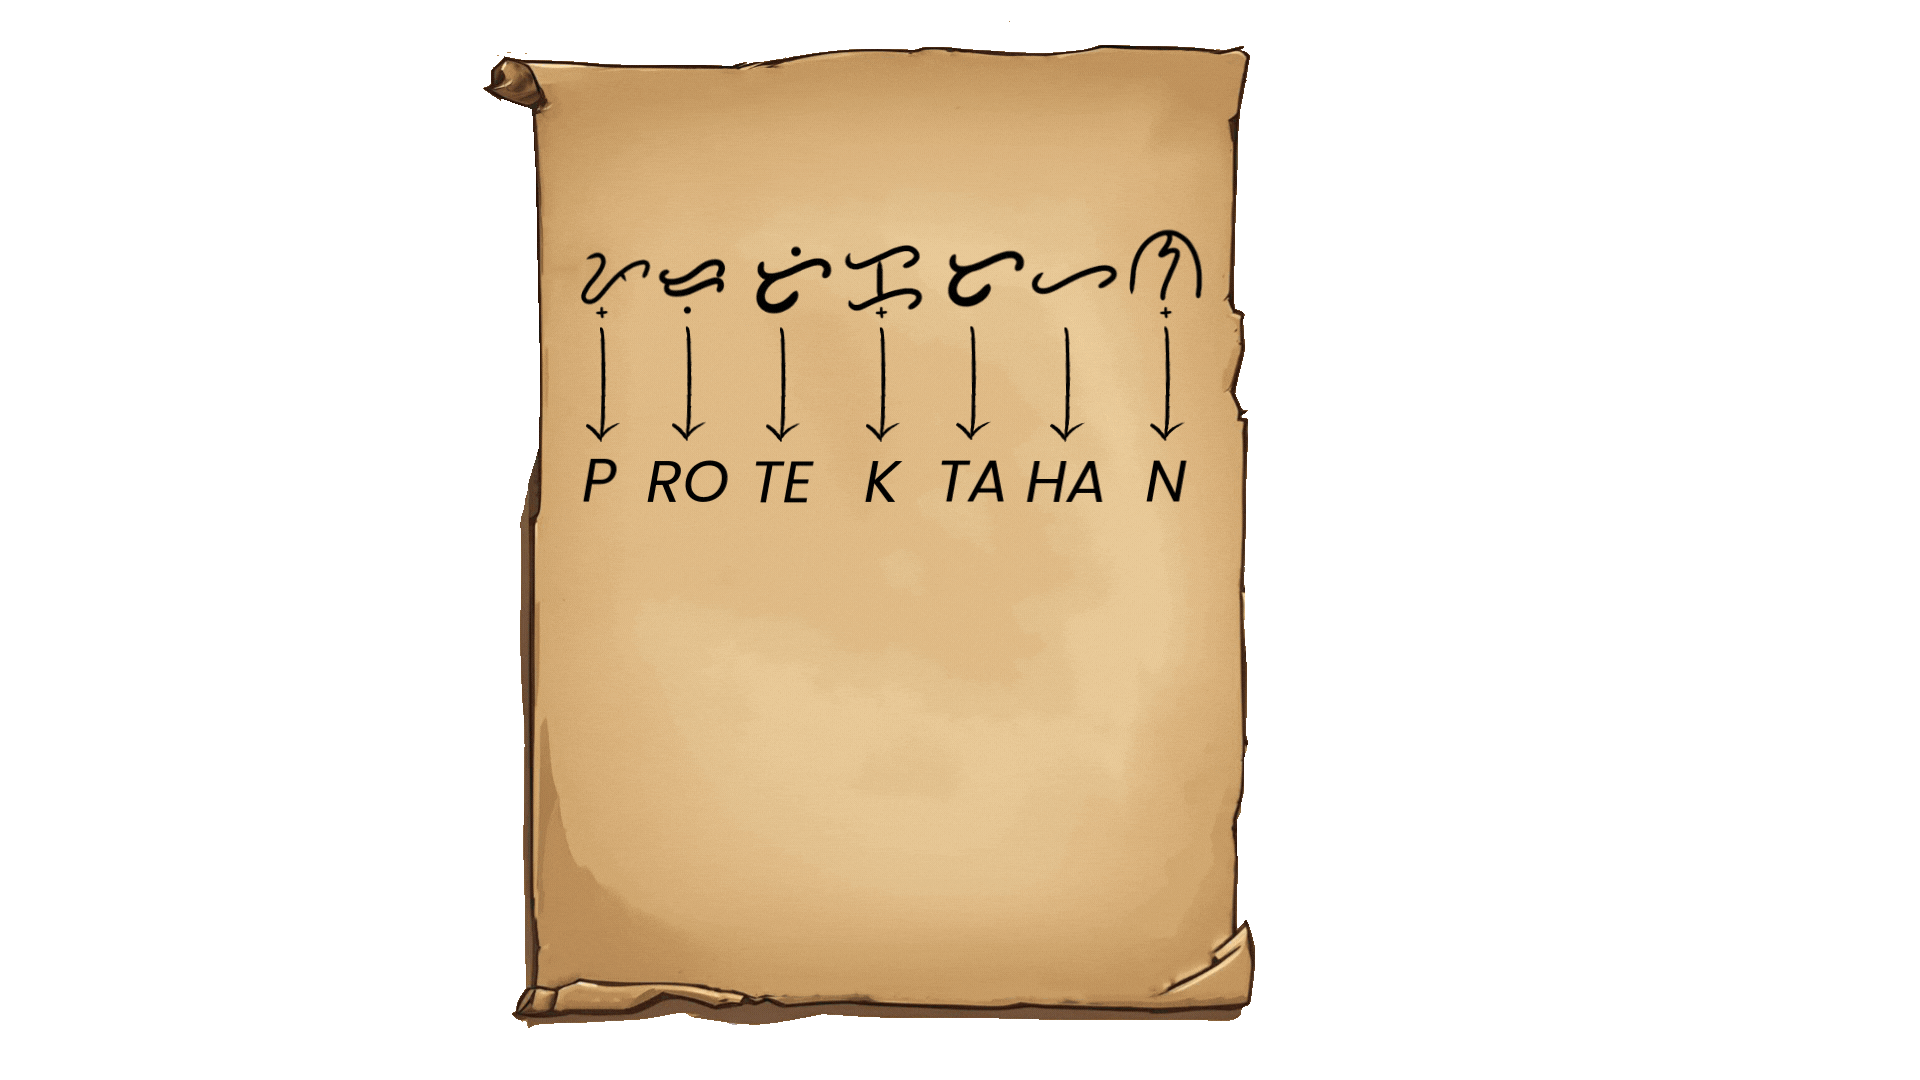 ᜉ᜔ᜇᜓᜆᜒᜃ᜔ᜆᜑᜈ᜔
P RO TE K TA HA N